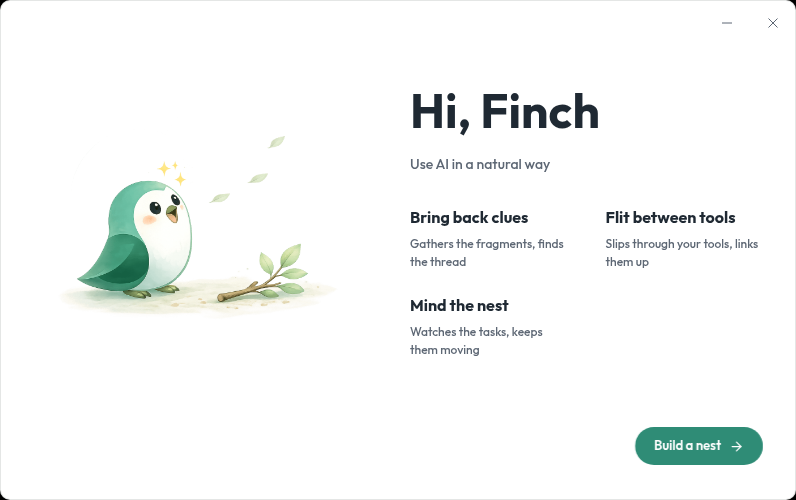 Hi, Finch
Use AI in a natural way
Bring back clues
Gathers the fragments, finds
the thread
Flit between tools
Slips through your tools, links
them up
Mind the nest
Watches the tasks, keeps
them moving
Build a nest